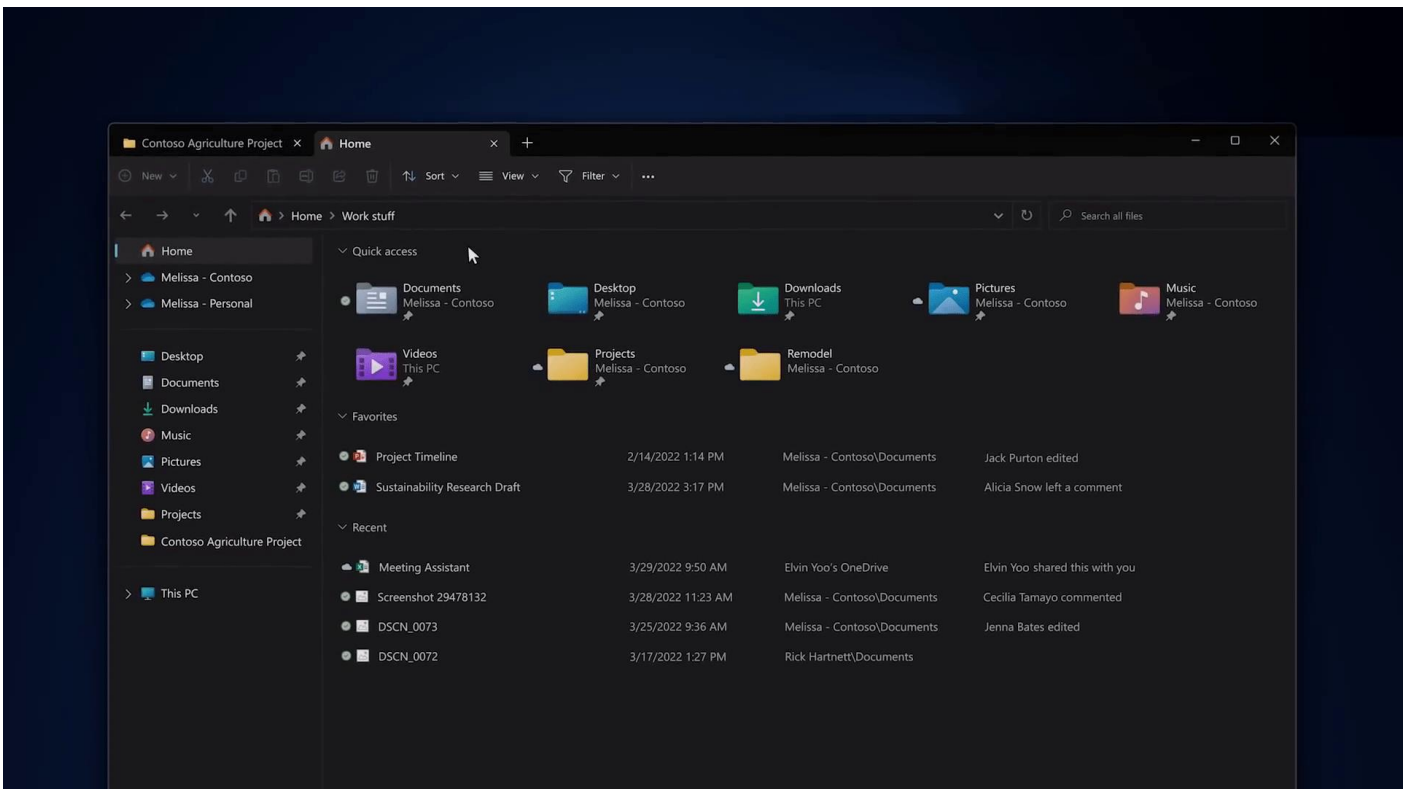 Contoso Agriculture Project Home
New Sort View Filter
Home Work stuff Search all files
Home
Melissa - Contoso
Melissa - Personal
Desktop
Documents
Downloads
Music
Pictures
Videos
Projects
Contoso Agriculture Project
This PC
Quick access
Documents
Melissa - Contoso
Desktop
Melissa - Contoso
Downloads
This PC
Pictures
Melissa - Contoso
Music
Melissa - Contoso
Videos
This PC
Projects
Melissa - Contoso
Remodel
Melissa - Contoso
Favorites
Project Timeline 2/14/2022 1:14 PM Melissa - Contoso\Documents Jack Purton edited
Sustainability Research Draft 3/28/2022 3:17 PM Melissa - Contoso\Documents Alicia Snow left a comment
Recent
Meeting Assistant 3/29/2022 9:50 AM Elvin Yoo's OneDrive Elvin Yoo shared this with you
Screenshot 29478132 3/28/2022 11:23 AM Melissa - Contoso\Documents Cecilia Tamayo commented
DSCN_0073 3/25/2022 9:36 AM Melissa - Contoso\Documents Jenna Bates edited
DSCN_0072 3/17/2022 1:27 PM Rick Hartnett\Documents